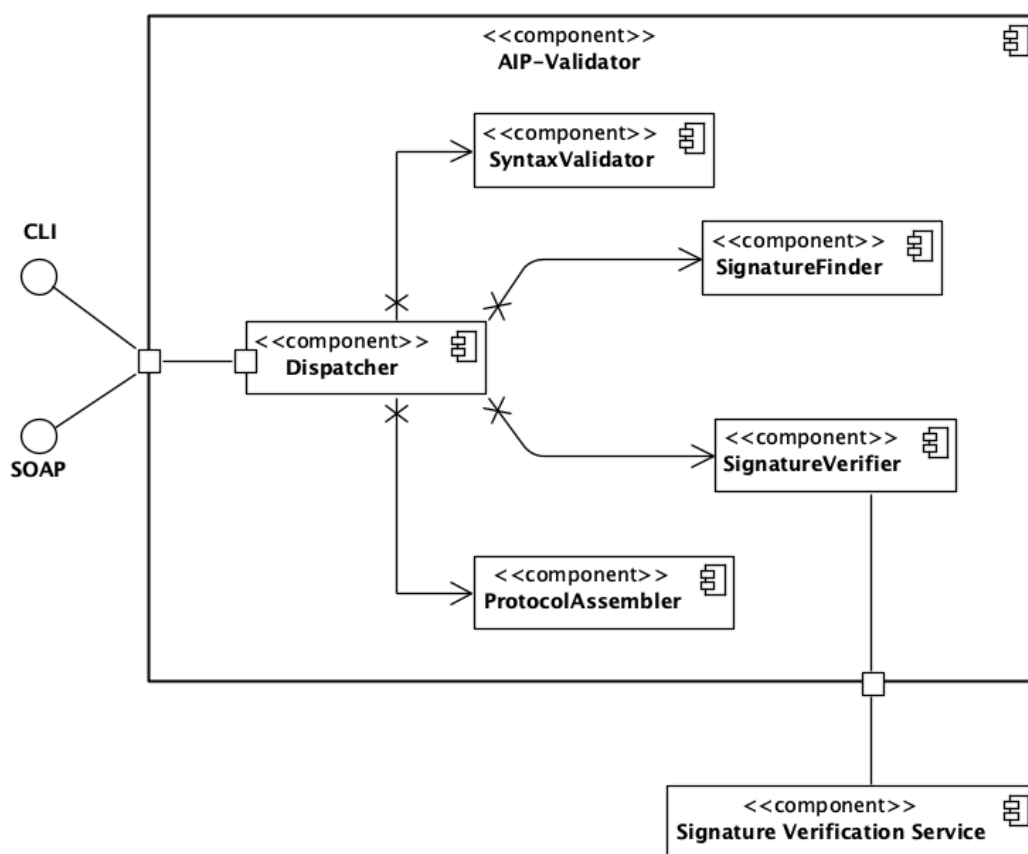 <<component>>
AIP-Validator
<<component>>
SyntaxValidator
CLI
<<component>>
SignatureFinder
<<component>>
Dispatcher
SOAP
<<component>>
SignatureVerifier
<<component>>
ProtocolAssembler
<<component>>
Signature Verification Service